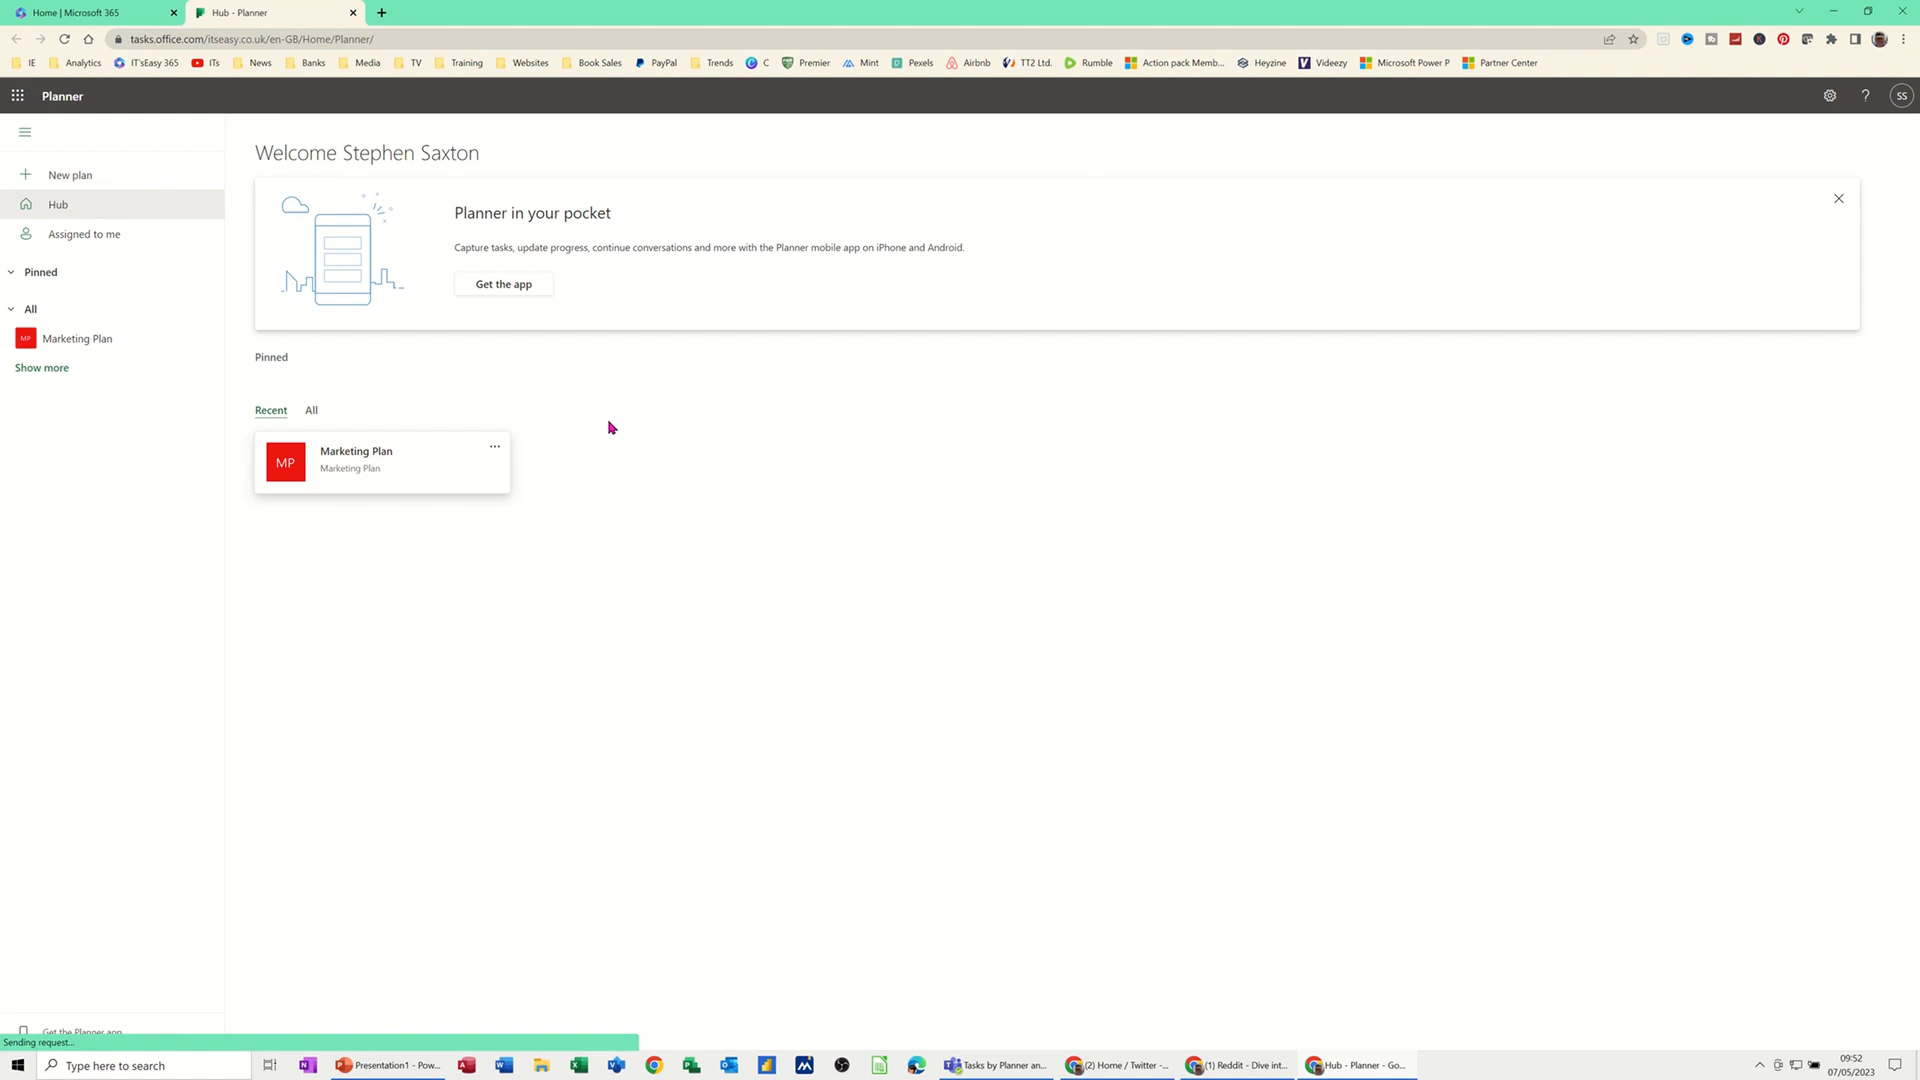 Home | Microsoft 365
Hub - Planner
tasks.office.com/itseasy.co.uk/en-GB/Home/Planner/
IE
Analytics
IT'sEasy 365
ITs
News
Banks
Media
TV
Training
Websites
Book Sales
PayPal
Trends
C
Premier
Mint
Pexels
Airbnb
TT2 Ltd.
Rumble
Action pack Memb...
Heyzine
Videezy
Microsoft Power P
Partner Center
Planner
SS
New plan
Hub
Assigned to me
Pinned
All
MP Marketing Plan
Show more
Welcome Stephen Saxton
Planner in your pocket
Capture tasks, update progress, continue conversations and more with the Planner mobile app on iPhone and Android.
Get the app
Pinned
Recent All
MP
Marketing Plan
Marketing Plan
Get the Planner app
Sending request...
Type here to search
Presentation1 - Pow...
Tasks by Planner an...
(2) Home / Twitter -...
(1) Reddit - Dive int...
Hub - Planner - Go...
09:52
07/05/2023